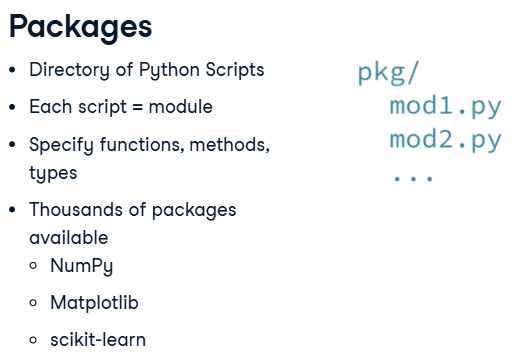 Packages
• Directory of Python Scripts
• Each script = module
• Specify functions, methods,
types
• Thousands of packages
available
◦ NumPy
◦ Matplotlib
◦ scikit-learn
pkg/
mod1.py
mod2.py
...